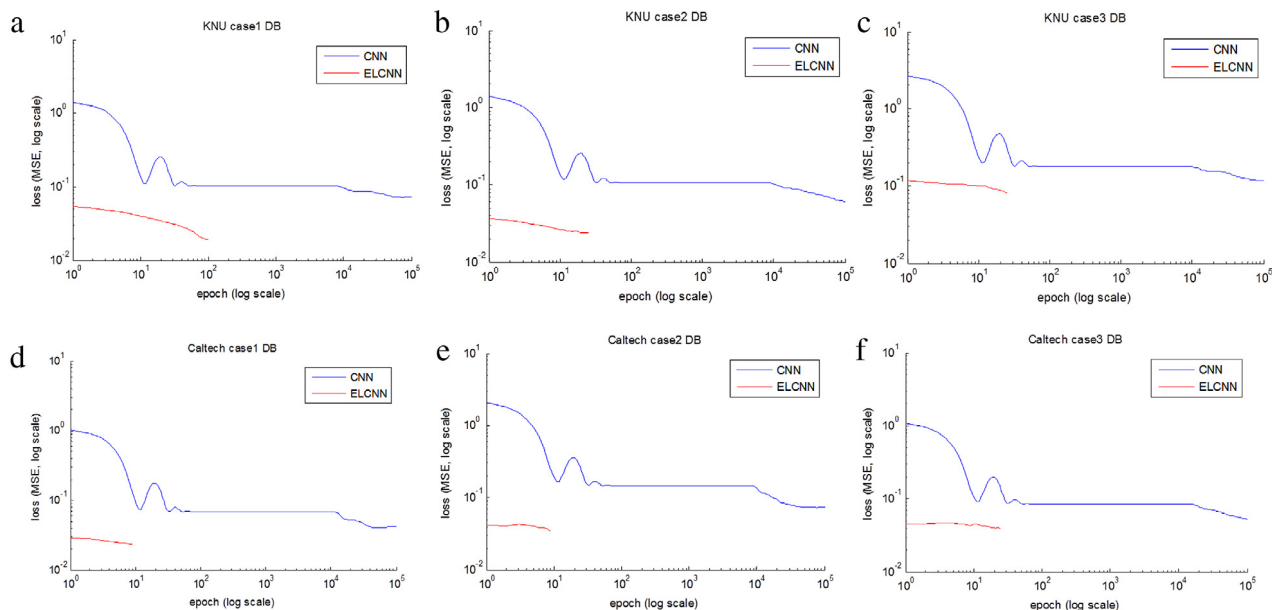 a
KNU case1 DB
10^1
10^0
10^-1
10^-2
loss (MSE, log scale)
CNN
ELCNN
10^0 10^1 10^2 10^3 10^4 10^5
epoch (log scale)
b
KNU case2 DB
10^1
10^0
10^-1
10^-2
loss (MSE, log scale)
CNN
ELCNN
10^0 10^1 10^2 10^3 10^4 10^5
epoch (log scale)
c
KNU case3 DB
10^1
10^0
10^-1
10^-2
loss (MSE, log scale)
CNN
ELCNN
10^0 10^1 10^2 10^3 10^4 10^5
epoch (log scale)
d
Caltech case1 DB
10^1
10^0
10^-1
10^-2
loss (MSE, log scale)
CNN
ELCNN
10^0 10^1 10^2 10^3 10^4 10^5
epoch (log scale)
e
Caltech case2 DB
10^1
10^0
10^-1
10^-2
loss (MSE, log scale)
CNN
ELCNN
10^0 10^1 10^2 10^3 10^4 10^5
epoch (log scale)
f
Caltech case3 DB
10^1
10^0
10^-1
10^-2
loss (MSE, log scale)
CNN
ELCNN
10^0 10^1 10^2 10^3 10^4 10^5
epoch (log scale)